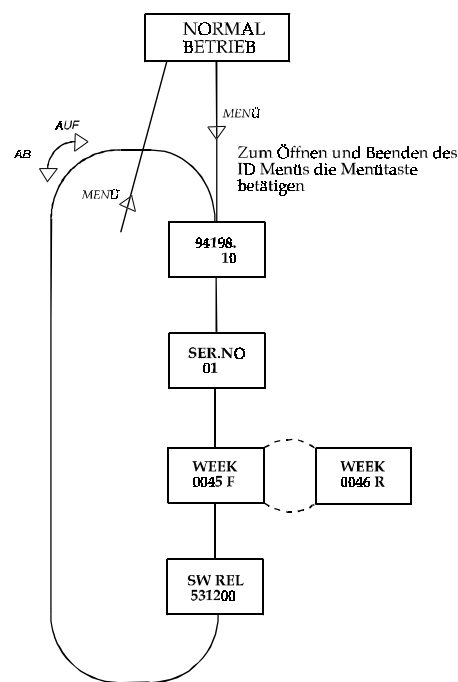 NORMAL
BETRIEB
MENÜ
AUF
AB
Zum Öffnen und Beenden des
ID Menüs die Menütaste
betätigen
MENÜ
94198.
10
SER.NO
01
WEEK
0045 F
WEEK
0046 R
SW REL
531200